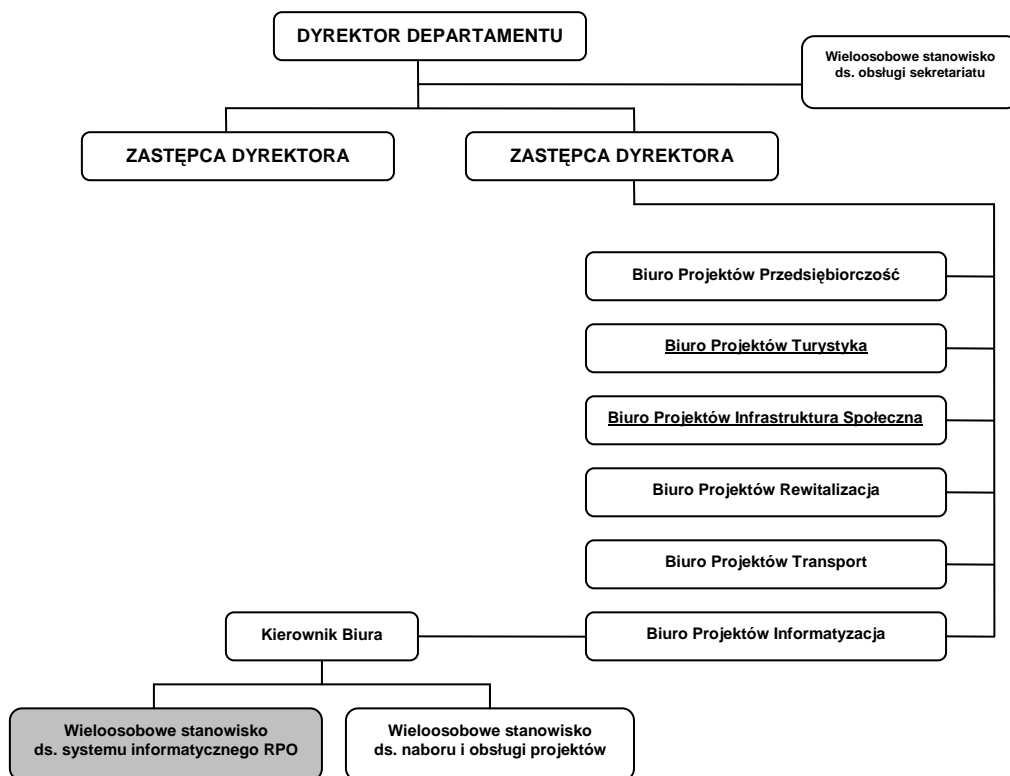 DYREKTOR DEPARTAMENTU
Wieloosobowe stanowisko
ds. obsługi sekretariatu
ZASTĘPCA DYREKTORA
ZASTĘPCA DYREKTORA
Biuro Projektów Przedsiębiorczość
Biuro Projektów Turystyka
Biuro Projektów Infrastruktura Społeczna
Biuro Projektów Rewitalizacja
Biuro Projektów Transport
Kierownik Biura
Biuro Projektów Informatyzacja
Wieloosobowe stanowisko
ds. systemu informatycznego RPO
Wieloosobowe stanowisko
ds. naboru i obsługi projektów